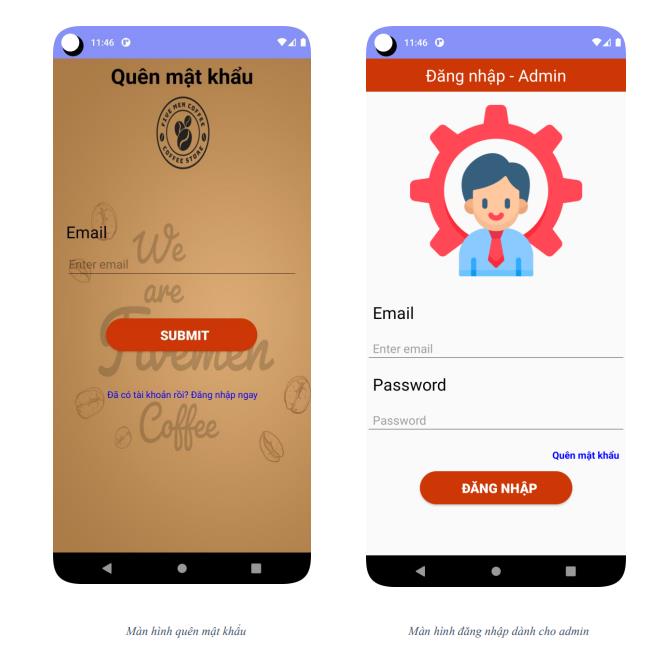 11:46
Quên mật khẩu
FIVE MEN COFFEE
COFFEE STORE
Email
Enter email
We
are
Fivemen
Coffee
SUBMIT
Đã có tài khoản rồi? Đăng nhập ngay
Màn hình quên mật khẩu
11:46
Đăng nhập - Admin
Email
Enter email
Password
Password
Quên mật khẩu
ĐĂNG NHẬP
Màn hình đăng nhập dành cho admin